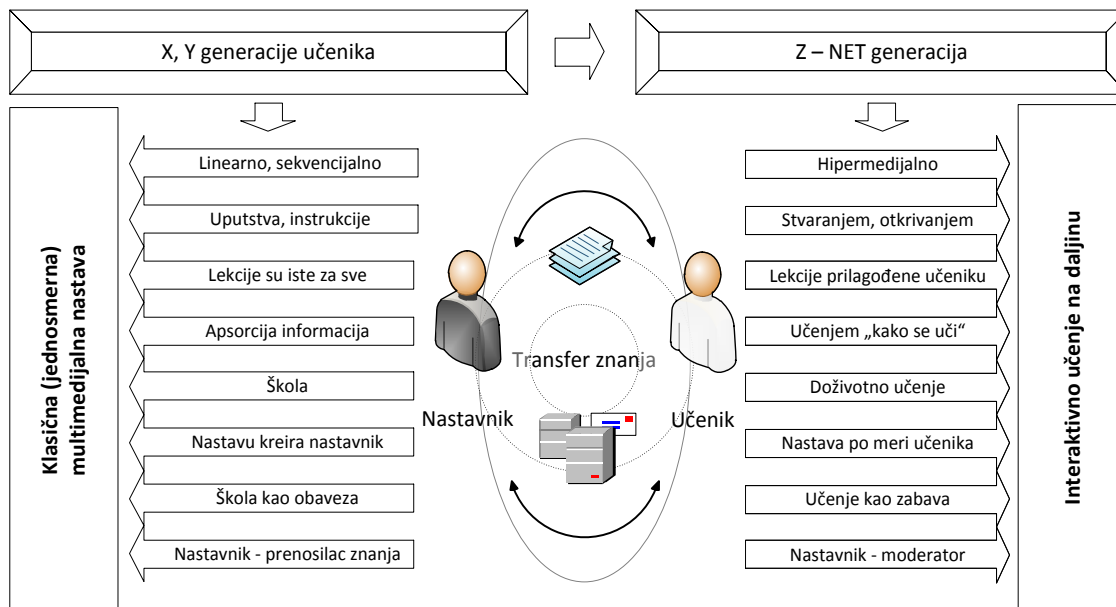 X, Y generacije učenika
Z – NET generacija
Klasična (jednosmerna)
multimedijalna nastava
Linearno, sekvencijalno
Uputstva, instrukcije
Lekcije su iste za sve
Apsorcija informacija
Škola
Nastavu kreira nastavnik
Škola kao obaveza
Nastavnik - prenosilac znanja
Transfer znanja
Nastavnik
Učenik
Hipermedijalno
Stvaranjem, otkrivanjem
Lekcije prilagođene učeniku
Učenjem „kako se uči“
Doživotno učenje
Nastava po meri učenika
Učenje kao zabava
Nastavnik - moderator
Interaktivno učenje na daljinu